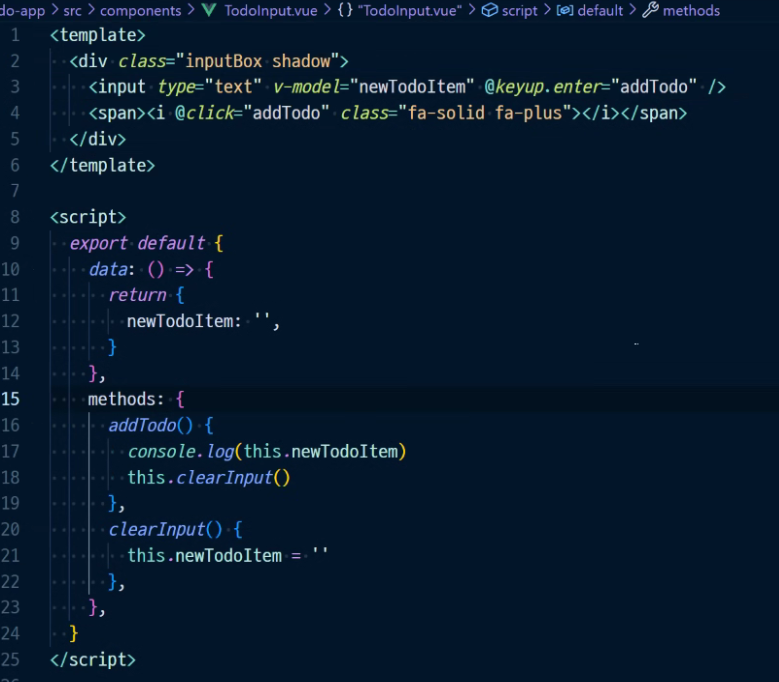 do-app > src > components > TodoInput.vue > {} "TodoInput.vue" > script > default > methods
1 <template>
2 <div class="inputBox shadow">
3 <input type="text" v-model="newTodoItem" @keyup.enter="addTodo" />
4 <span><i @click="addTodo" class="fa-solid fa-plus"></i></span>
5 </div>
6 </template>
7
8 <script>
9 export default {
10 data: () => {
11 return {
12 newTodoItem: '',
13 }
14 },
15 methods: {
16 addTodo() {
17 console.log(this.newTodoItem)
18 this.clearInput()
19 },
20 clearInput() {
21 this.newTodoItem = ''
22 },
23 },
24 }
25 </script>